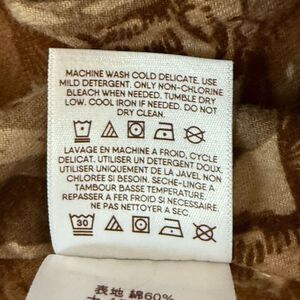 MACHINE WASH COLD DELICATE. USE
MILD DETERGENT. ONLY NON-CHLORINE
BLEACH WHEN NEEDED. TUMBLE DRY
LOW. COOL IRON IF NEEDED. DO NOT
DRY CLEAN.
LAVAGE EN MACHINE A FROID, CYCLE
DELICAT. UTILISER UN DETERGENT DOUX.
UTILISER UNIQUEMENT DE LA JAVEL NON
CHLOREE SI NECESSAIRE. SECHE-LINGE A
TAMBOUR BASSE TEMPERATURE.
REPASSER A FER FROID SI NECESSAIRE.
NE PAS NETTOYER A SEC.
30
表地 綿60%